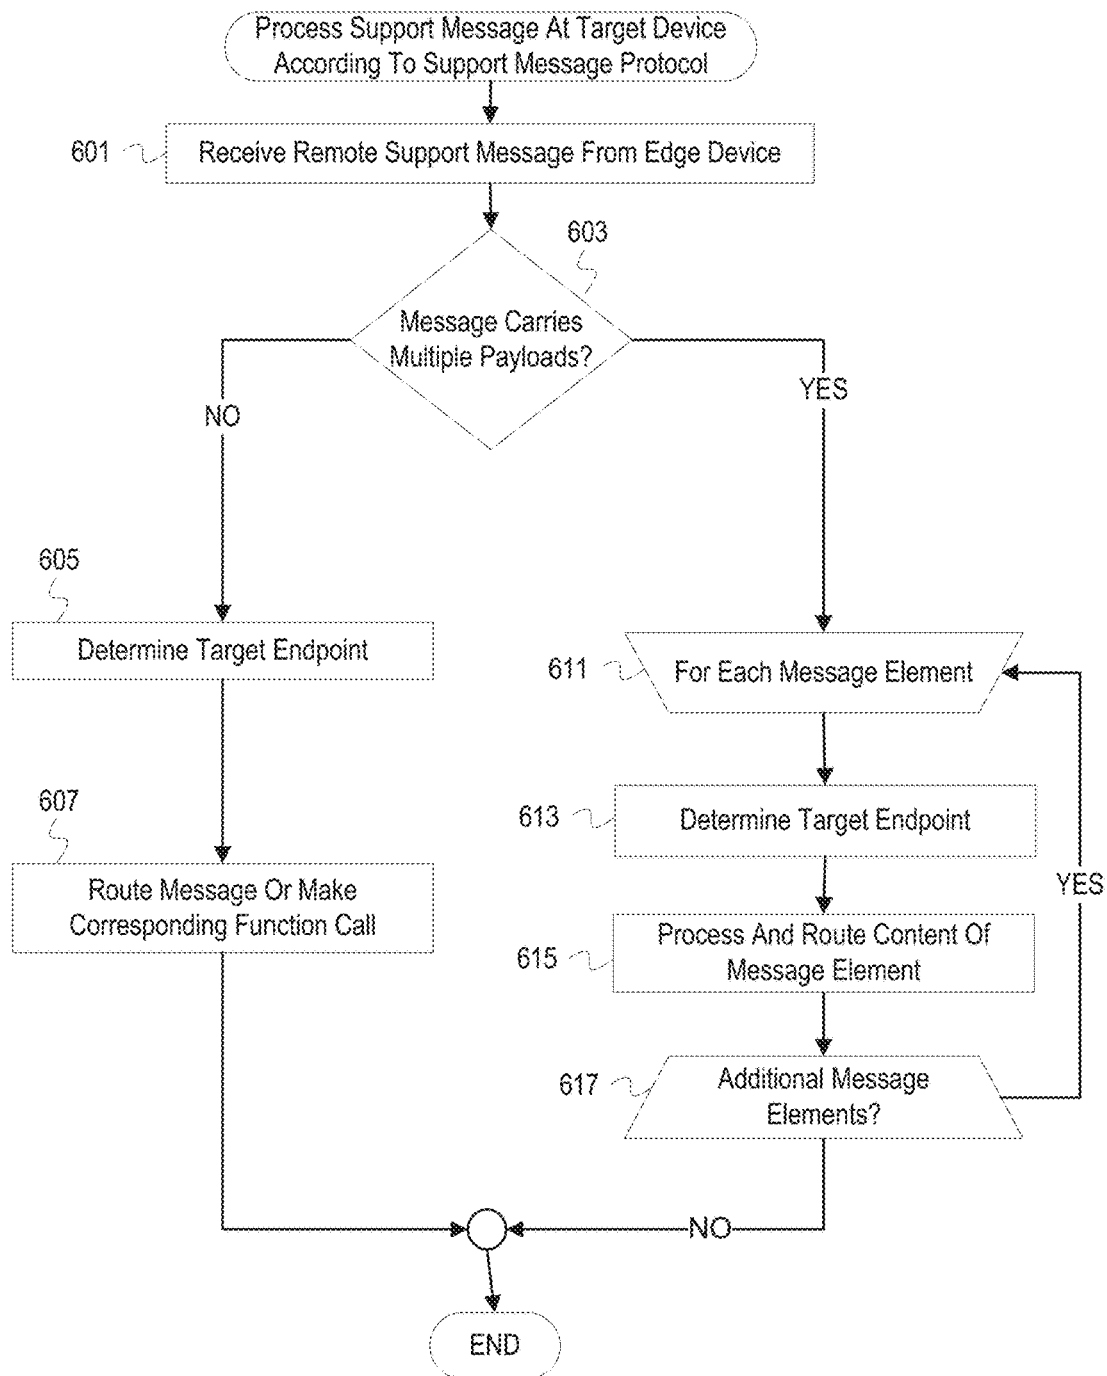 Process Support Message At Target Device
According To Support Message Protocol
601
Receive Remote Support Message From Edge Device
603
Message Carries
Multiple Payloads?
NO
YES
605
Determine Target Endpoint
607
Route Message Or Make
Corresponding Function Call
611
For Each Message Element
613
Determine Target Endpoint
615
Process And Route Content Of
Message Element
YES
617
Additional Message
Elements?
NO
END